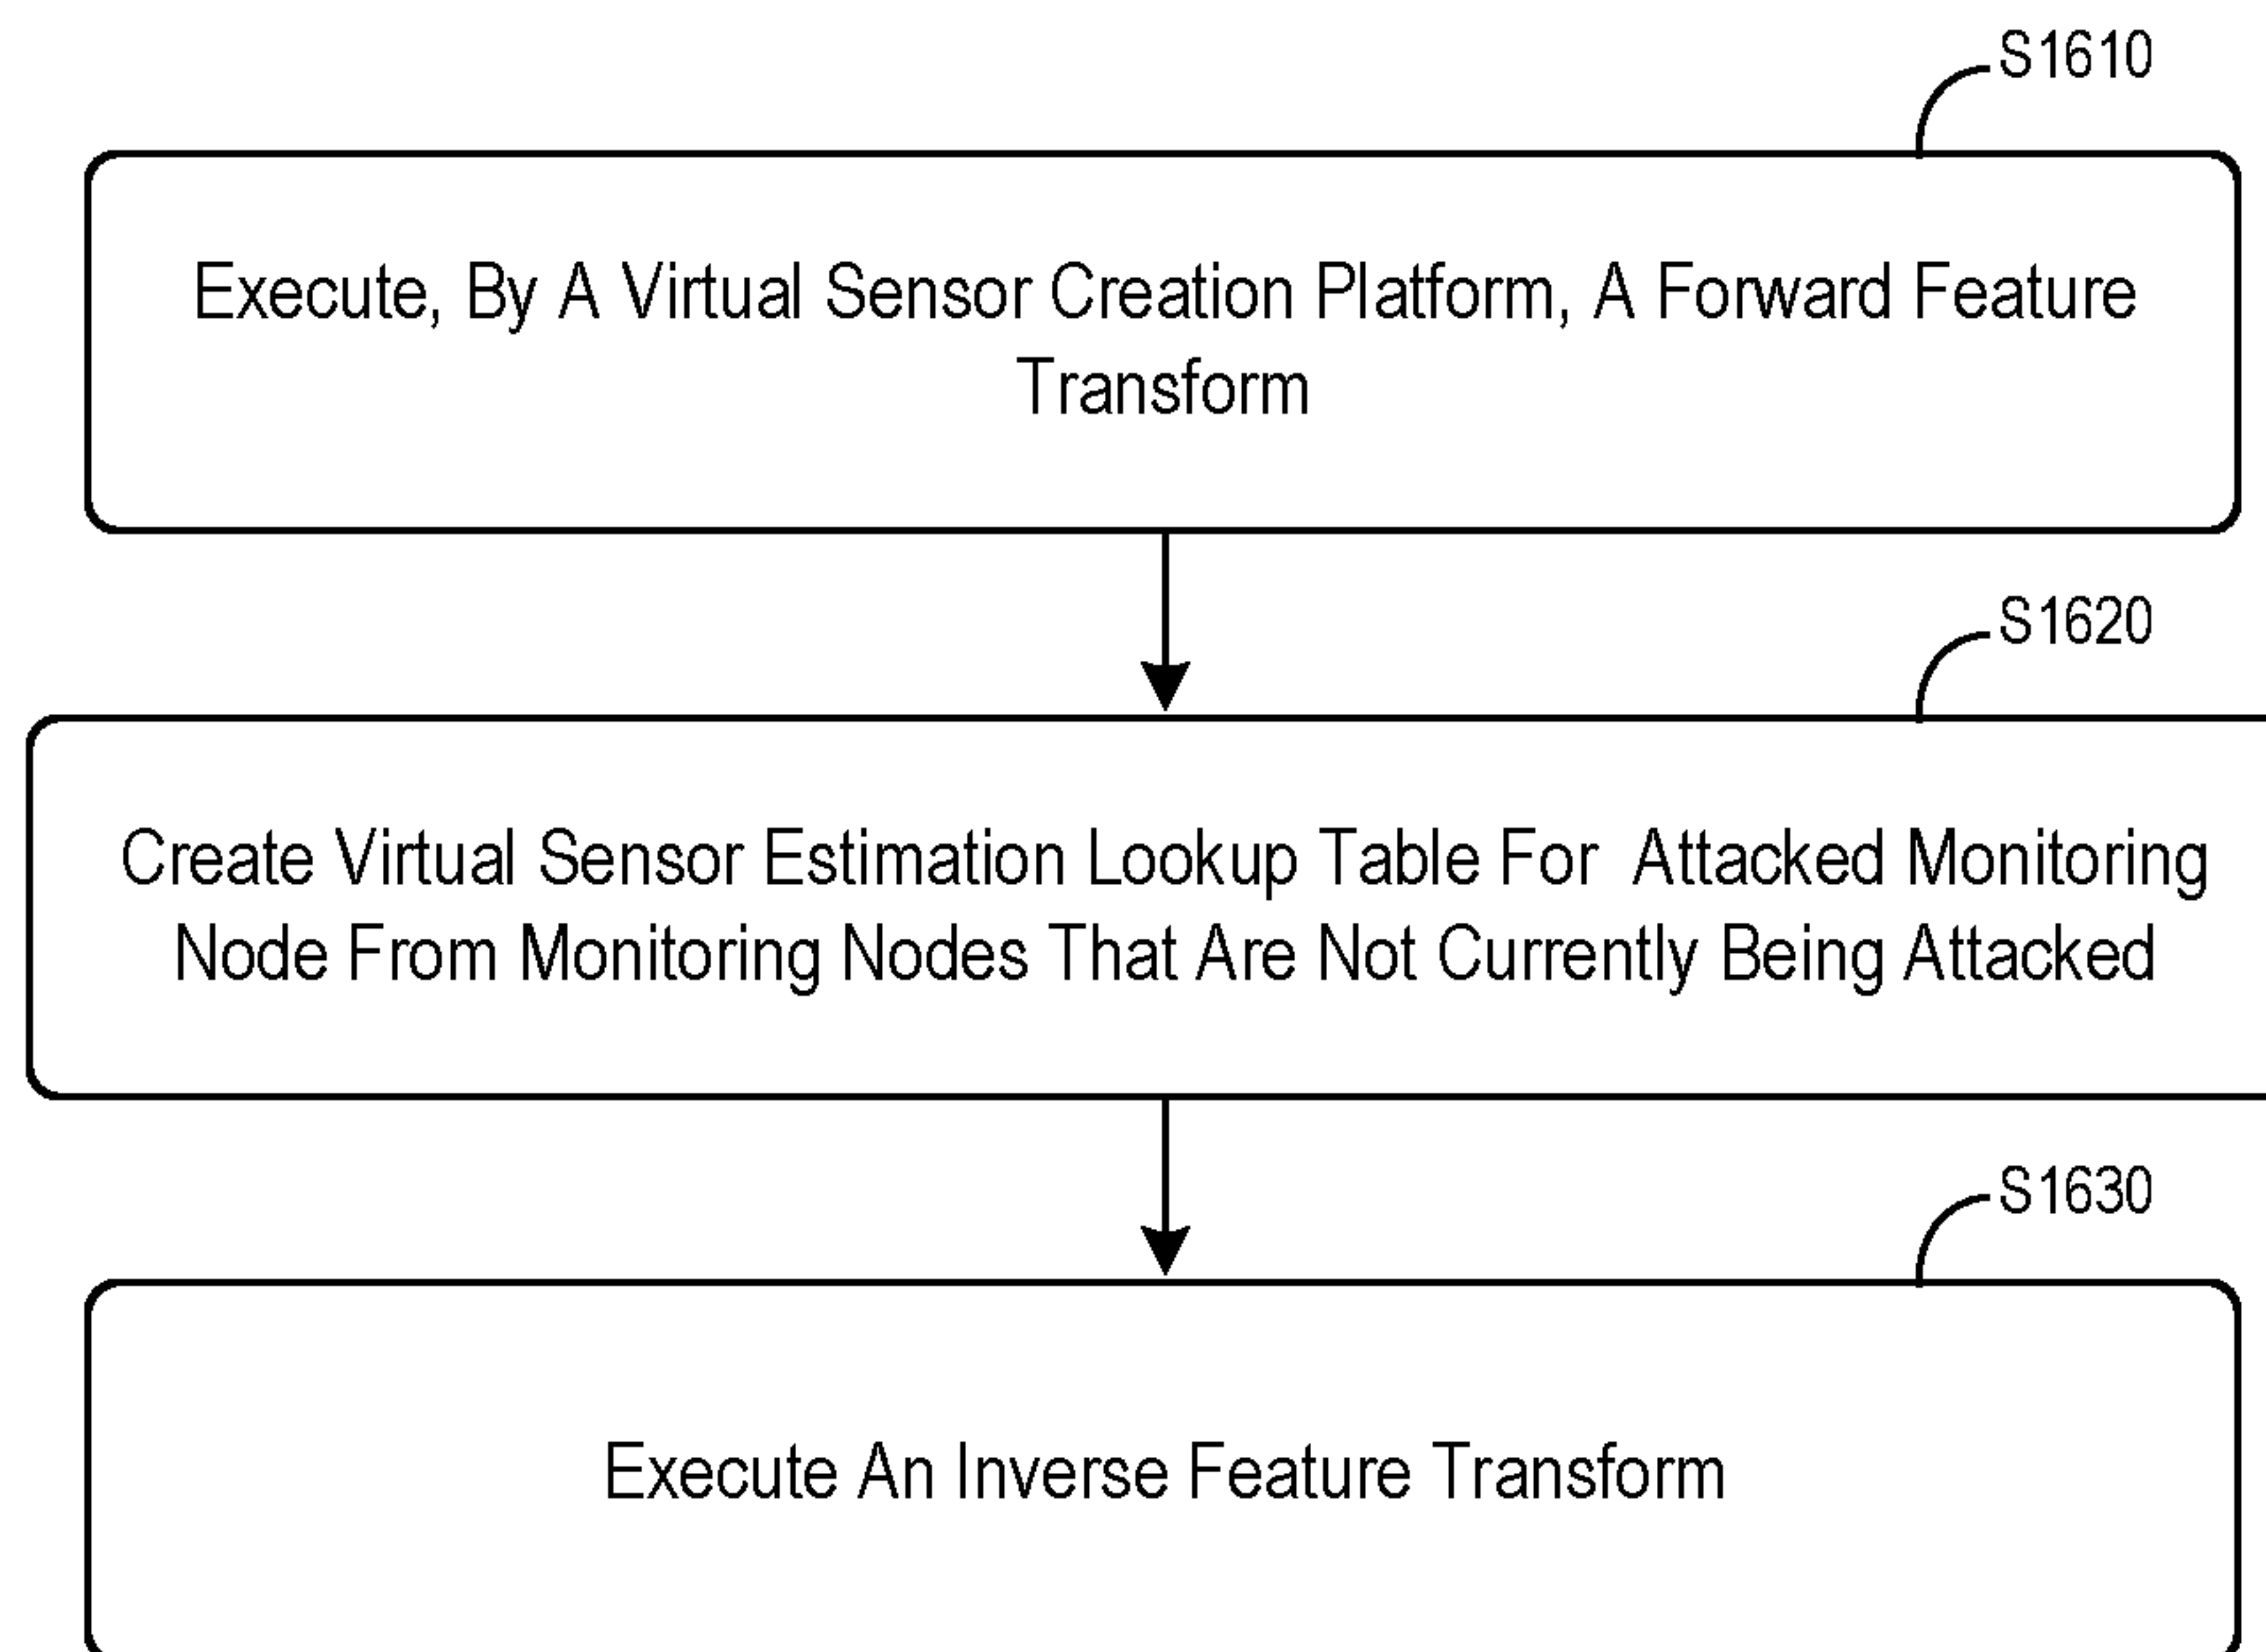 S1610
Execute, By A Virtual Sensor Creation Platform, A Forward Feature
Transform
S1620
Create Virtual Sensor Estimation Lookup Table For Attacked Monitoring
Node From Monitoring Nodes That Are Not Currently Being Attacked
S1630
Execute An Inverse Feature Transform